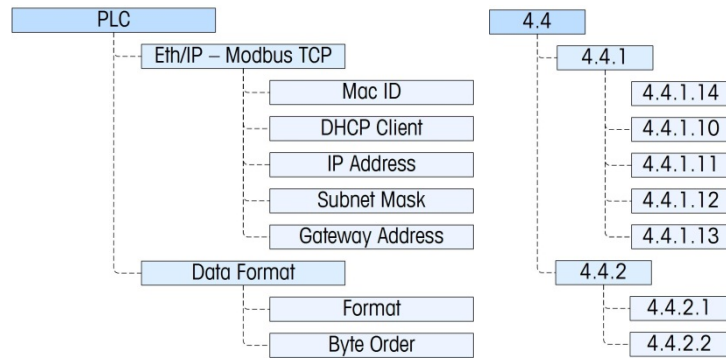 PLC 4.4
Eth/IP – Modbus TCP 4.4.1
Mac ID 4.4.1.14
DHCP Client 4.4.1.10
IP Address 4.4.1.11
Subnet Mask 4.4.1.12
Gateway Address 4.4.1.13
Data Format 4.4.2
Format 4.4.2.1
Byte Order 4.4.2.2